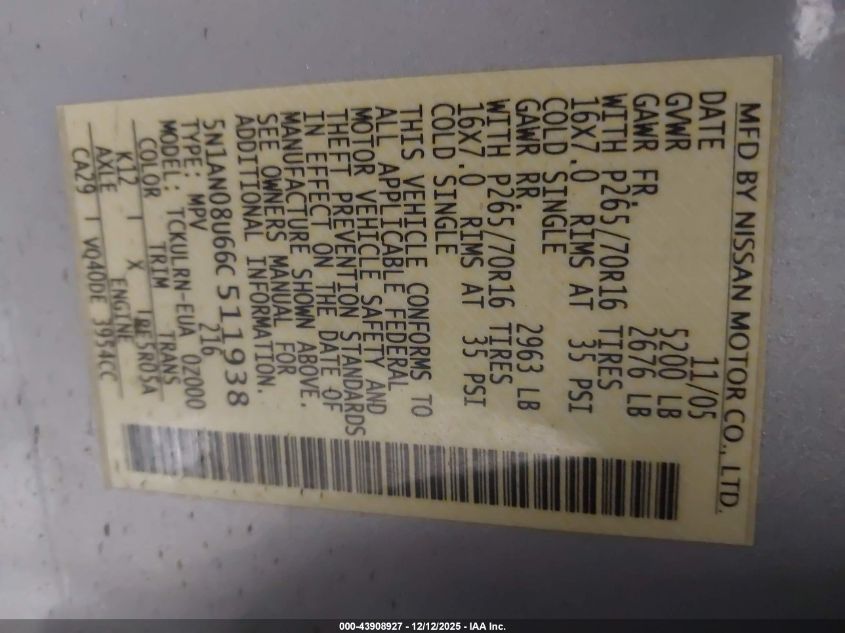 MFD BY NISSAN MOTOR CO., LTD.
DATE 11/05
GVWR 5200 LB
GAWR FR. 2676 LB
WITH P265/70R16 TIRES
16X7.0 RIMS AT 35 PSI
COLD SINGLE
GAWR RR. 2963 LB
WITH P265/70R16 TIRES
16X7.0 RIMS AT 35 PSI
COLD SINGLE
THIS VEHICLE CONFORMS TO
ALL APPLICABLE FEDERAL
MOTOR VEHICLE SAFETY AND
THEFT PREVENTION STANDARDS
IN EFFECT ON THE DATE OF
MANUFACTURE SHOWN ABOVE.
SEE OWNERS MANUAL FOR
ADDITIONAL INFORMATION.
5N1AN08U66C511938
TYPE: MPV 216
MODEL: TCKULRN-EUA 02000
COLOR TRIM TRANS
K12 I X IRE5R05A
AXLE ENGINE
CA29 I VQ40DE 3954CC
000-43908927 - 12/12/2025 - IAA Inc.